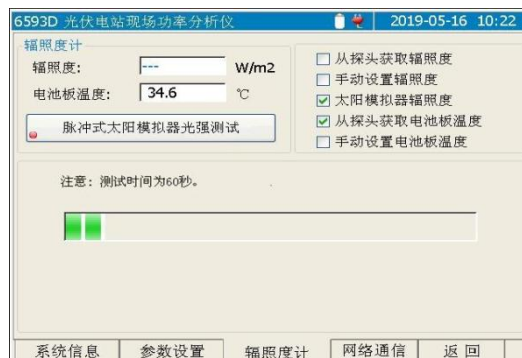 6593D 光伏电站现场功率分析仪 2019-05-16 10:22
辐照度计
辐照度: --- W/m2
电池板温度: 34.6 ℃
脉冲式太阳模拟器光强测试
从探头获取辐照度
手动设置辐照度
太阳模拟器辐照度
从探头获取电池板温度
手动设置电池板温度
注意: 测试时间为60秒。
系统信息 参数设置 辐照度计 网络通信 返回